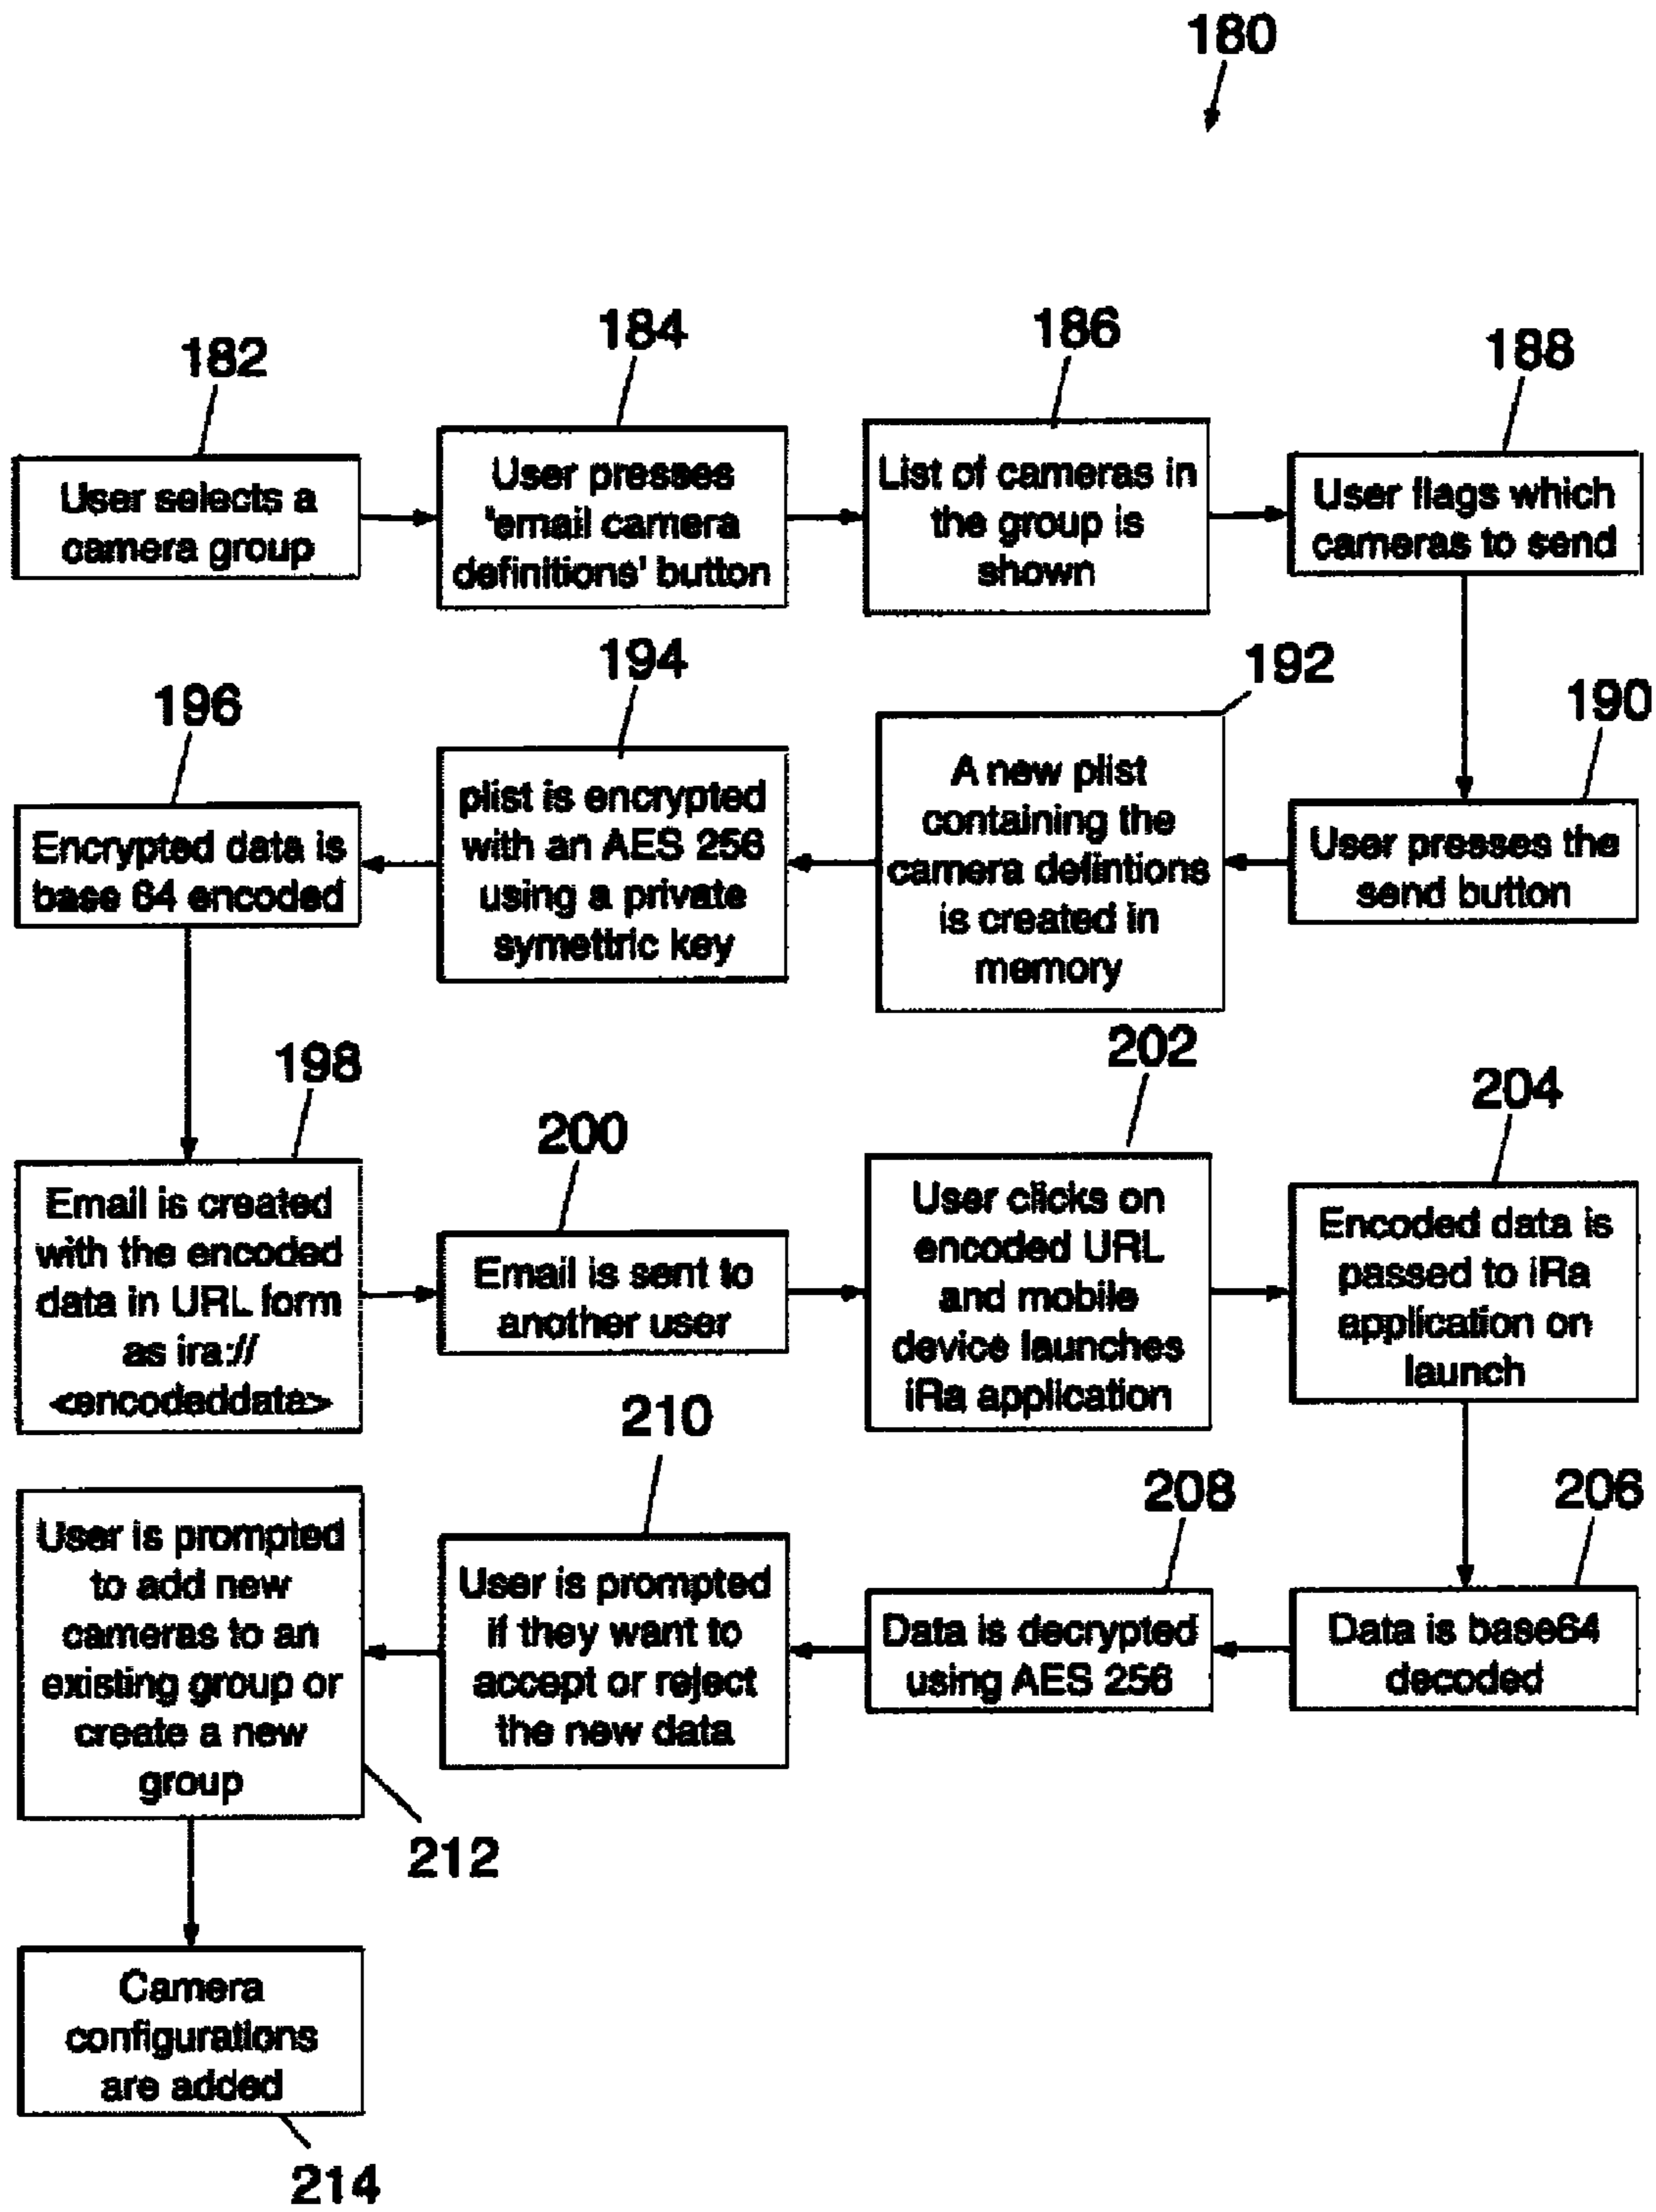 180
182
User selects a
camera group
184
User presses
'email camera
definitions' button
186
List of cameras in
the group is
shown
188
User flags which
cameras to send
190
User presses the
send button
192
A new plist
containing the
camera defintions
is created in
memory
194
plist is encrypted
with an AES 256
using a private
symettric key
196
Encrypted data is
base 64 encoded
198
Email is created
with the encoded
data in URL form
as ira://
<encodeddata>
200
Email is sent to
another user
202
User clicks on
encoded URL
and mobile
device launches
iRa application
204
Encoded data is
passed to iRa
application on
launch
206
Data is base64
decoded
208
Data is decrypted
using AES 256
210
User is prompted
if they want to
accept or reject
the new data
User is prompted
to add new
cameras to an
existing group or
create a new
group
212
Camera
configurations
are added
214